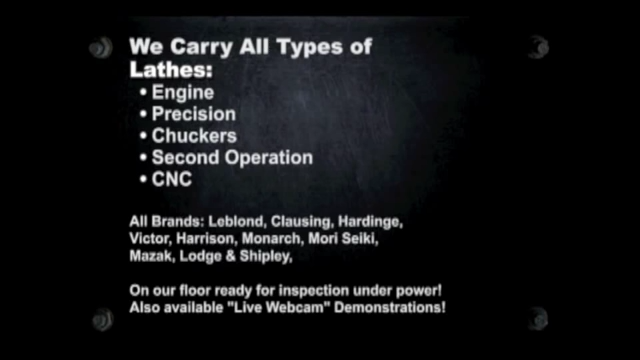 We Carry All Types of
Lathes:
• Engine
• Precision
• Chuckers
• Second Operation
• CNC
All Brands: Leblond, Clausing, Hardinge,
Victor, Harrison, Monarch, Mori Seiki,
Mazak, Lodge & Shipley,
On our floor ready for inspection under power!
Also available "Live Webcam" Demonstrations!